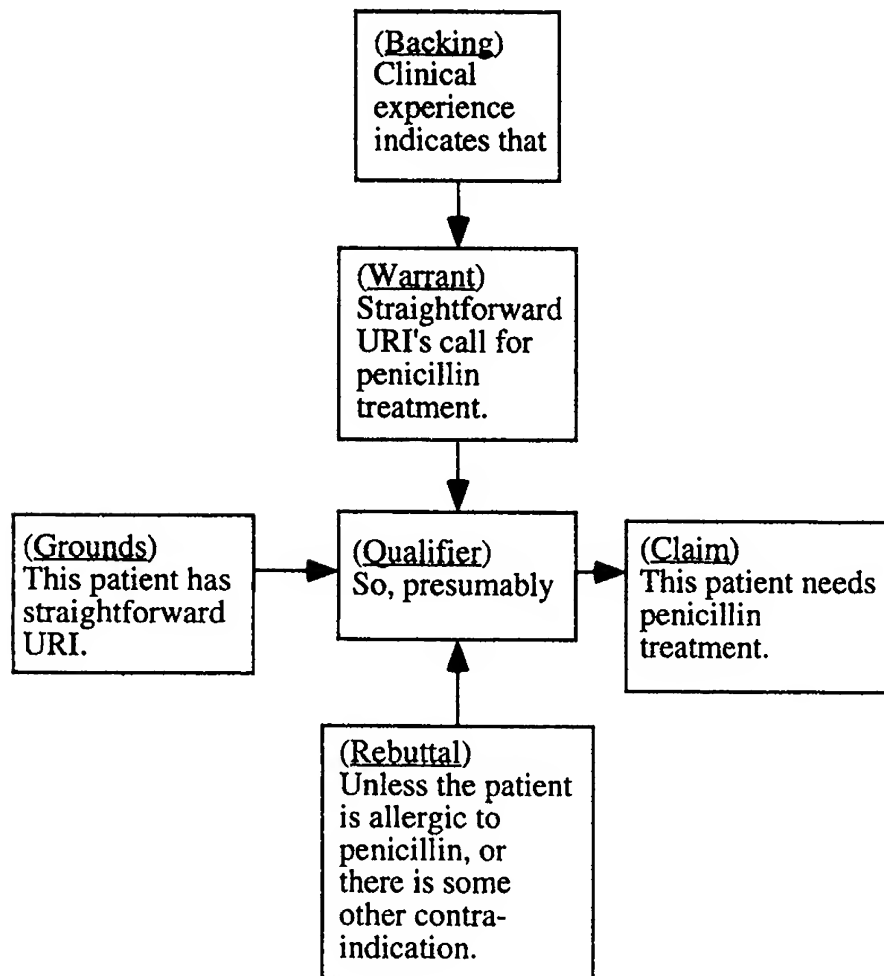 (Backing)
Clinical
experience
indicates that
(Warrant)
Straightforward
URI's call for
penicillin
treatment.
(Grounds)
This patient has
straightforward
URI.
(Qualifier)
So, presumably
(Claim)
This patient needs
penicillin
treatment.
(Rebuttal)
Unless the patient
is allergic to
penicillin, or
there is some
other contra-
indication.